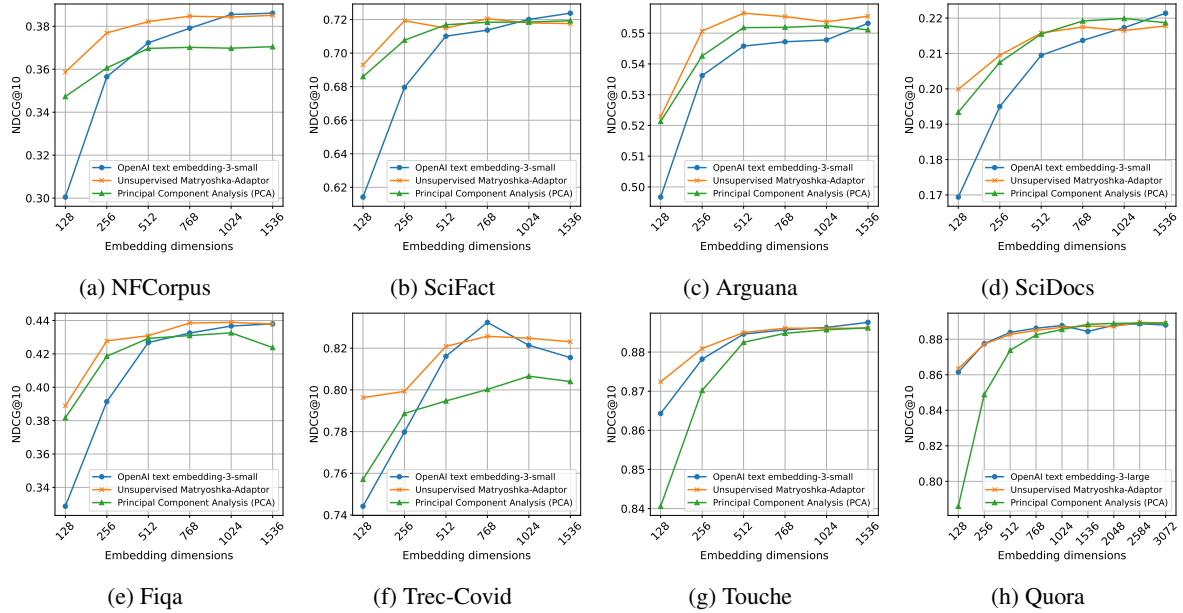 NDCG@10
0.38
0.36
0.34
0.32
0.30
OpenAI text embedding-3-small
Unsupervised Matryoshka-Adaptor
Principal Component Analysis (PCA)
128 256 512 768 1024 1536
Embedding dimensions
(a) NFCorpus
NDCG@10
0.72
0.70
0.68
0.66
0.64
0.62
OpenAI text embedding-3-small
Unsupervised Matryoshka-Adaptor
Principal Component Analysis (PCA)
128 256 512 768 1024 1536
Embedding dimensions
(b) SciFact
NDCG@10
0.55
0.54
0.53
0.52
0.51
0.50
OpenAI text embedding-3-small
Unsupervised Matryoshka-Adaptor
Principal Component Analysis (PCA)
128 256 512 768 1024 1536
Embedding dimensions
(c) Arguana
NDCG@10
0.22
0.21
0.20
0.19
0.18
0.17
OpenAI text embedding-3-small
Unsupervised Matryoshka-Adaptor
Principal Component Analysis (PCA)
128 256 512 768 1024 1536
Embedding dimensions
(d) SciDocs
NDCG@10
0.44
0.42
0.40
0.38
0.36
0.34
OpenAI text embedding-3-small
Unsupervised Matryoshka-Adaptor
Principal Component Analysis (PCA)
128 256 512 768 1024 1536
Embedding dimensions
(e) Fiqa
NDCG@10
0.82
0.80
0.78
0.76
0.74
OpenAI text embedding-3-small
Unsupervised Matryoshka-Adaptor
Principal Component Analysis (PCA)
128 256 512 768 1024 1536
Embedding dimensions
(f) Trec-Covid
NDCG@10
0.88
0.87
0.86
0.85
0.84
OpenAI text embedding-3-small
Unsupervised Matryoshka-Adaptor
Principal Component Analysis (PCA)
128 256 512 768 1024 1536
Embedding dimensions
(g) Touche
NDCG@10
0.88
0.86
0.84
0.82
0.80
OpenAI text embedding-3-large
Unsupervised Matryoshka-Adaptor
Principal Component Analysis (PCA)
128 256 512 768 1024 1536 2048 2584 3072
Embedding dimensions
(h) Quora